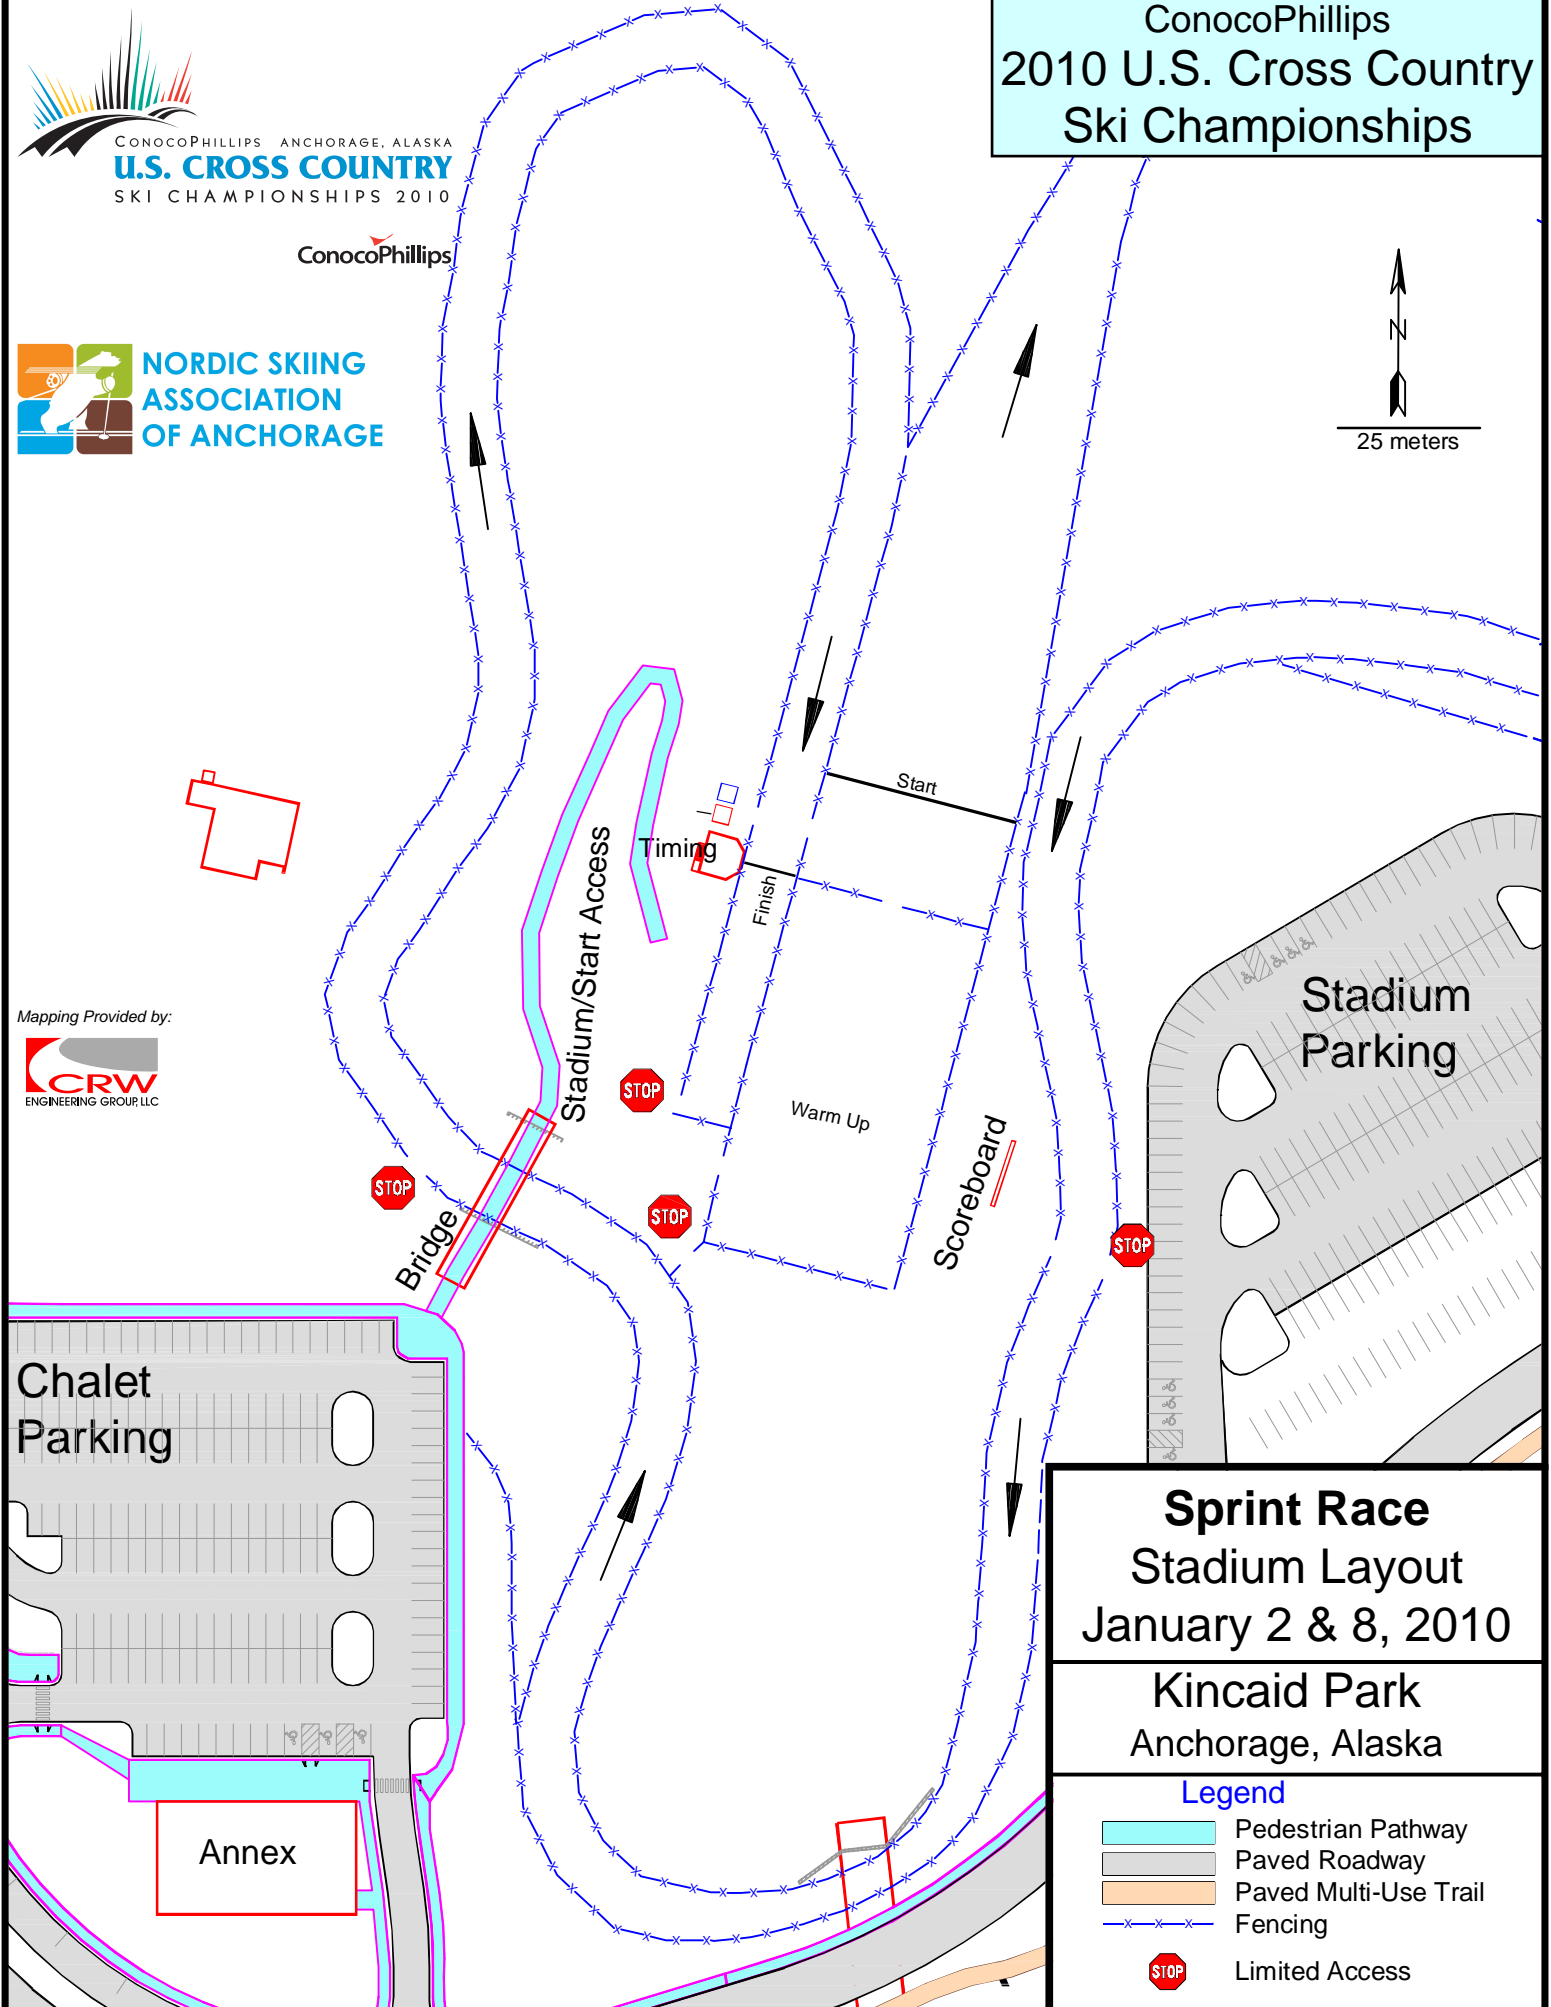 ConocoPhillips
2010 U.S. Cross Country
Ski Championships
CONOCOPHILLIPS ANCHORAGE, ALASKA
U.S. CROSS COUNTRY
SKI CHAMPIONSHIPS 2010
ConocoPhillips
NORDIC SKIING
ASSOCIATION
OF ANCHORAGE
N
25 meters
Start
Timing
Finish
Stadium/Start Access
Stadium
Parking
Mapping Provided by:
CRW
ENGINEERING GROUP, LLC
STOP
Warm Up
Scoreboard
STOP
STOP
STOP
Bridge
Chalet
Parking
Annex
Sprint Race
Stadium Layout
January 2 & 8, 2010
Kincaid Park
Anchorage, Alaska
Legend
Pedestrian Pathway
Paved Roadway
Paved Multi-Use Trail
Fencing
STOP Limited Access